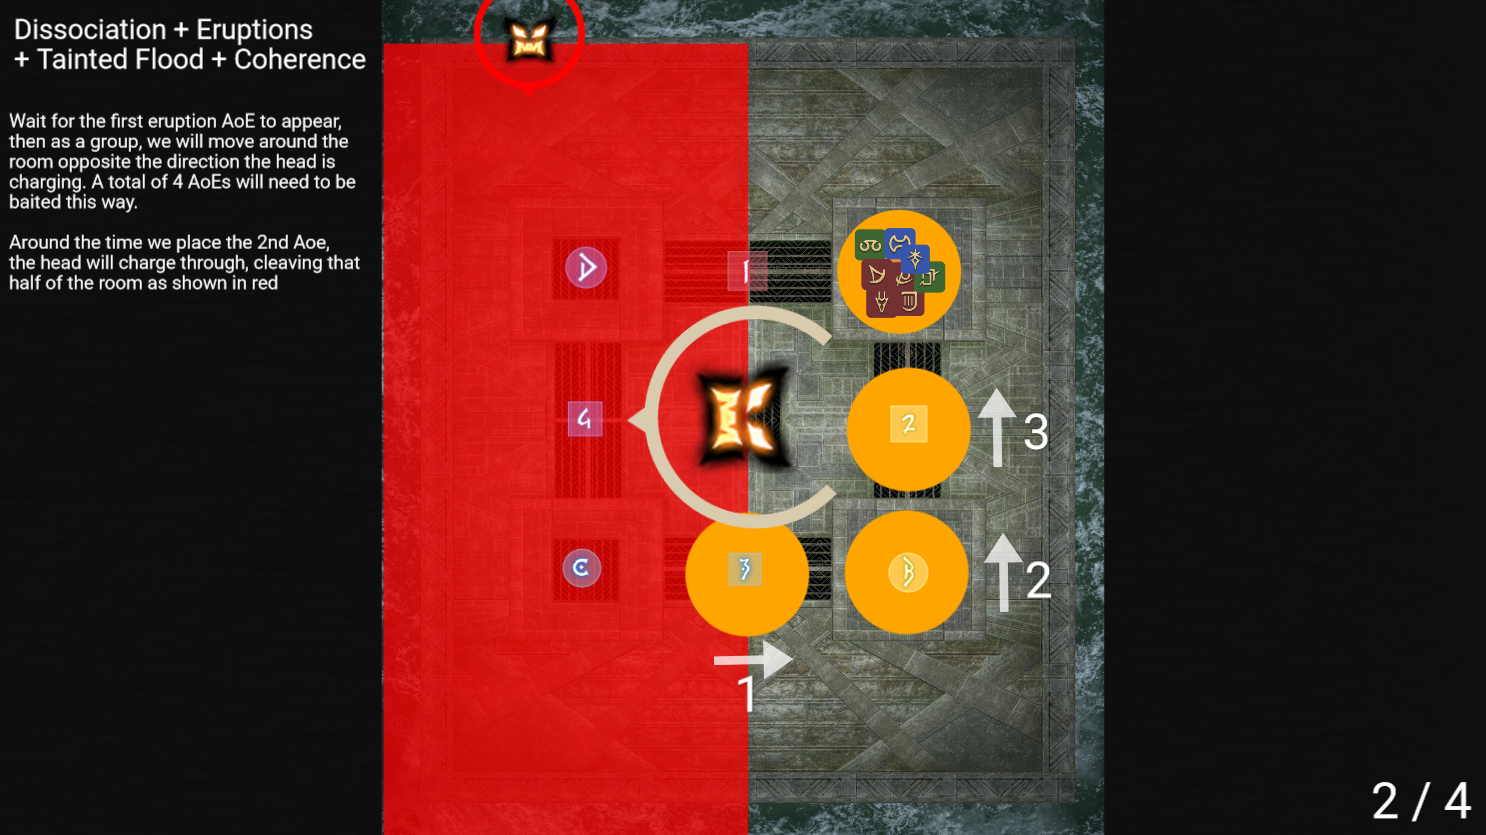 Dissociation + Eruptions
+ Tainted Flood + Coherence
Wait for the first eruption AoE to appear,
then as a group, we will move around the
room opposite the direction the head is
charging. A total of 4 AoEs will need to be
baited this way.
Around the time we place the 2nd Aoe,
the head will charge through, cleaving that
half of the room as shown in red
D
1
4
2
3
C
3
B
2
1
2 / 4